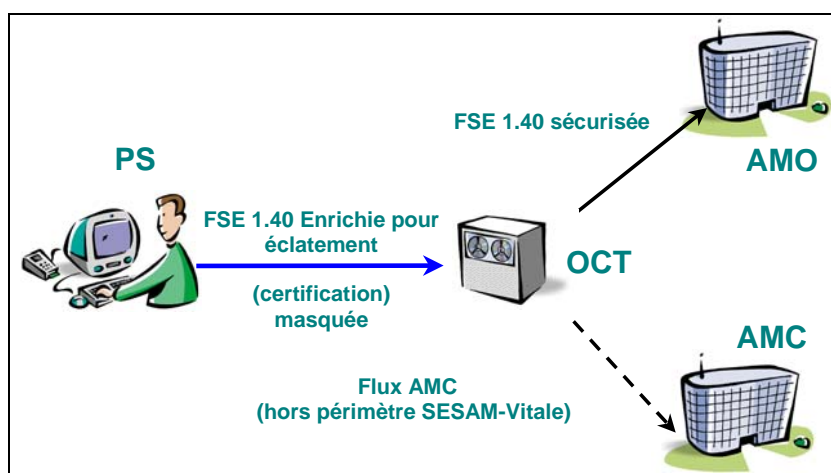 FSE 1.40 sécurisée
PS
AMO
FSE 1.40 Enrichie pour
éclatement
OCT
(certification)
masquée
AMC
Flux AMC
(hors périmètre SESAM-Vitale)